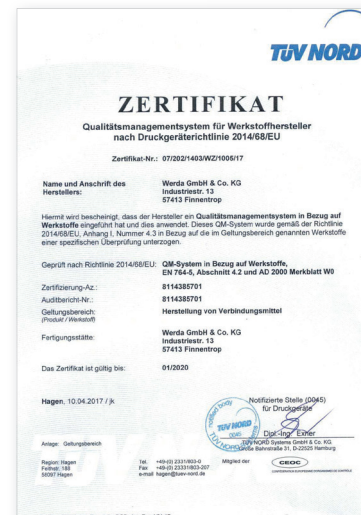 TÜV NORD
ZERTIFIKAT
Qualitätsmanagementsystem für Werkstoffhersteller
nach Druckgeräterichtlinie 2014/68/EU
Zertifikat-Nr.: 07/202/1403/WZ/1006/17
Name und Anschrift des Herstellers:
Werda GmbH & Co. KG
Industriestr. 13
57413 Finnentrop
Hiermit wird bescheinigt, dass der Hersteller ein Qualitätsmanagementsystem in Bezug auf
Werkstoffe eingeführt hat und dies anwendet. Dieses QM-System wurde gemäß der Richtlinie
2014/68/EU, Anhang I, Nummer 4.3 in Bezug auf die im Geltungsbereich genannten Werkstoffe
einer spezifischen Überprüfung unterzogen.
Geprüft nach Richtlinie 2014/68/EU: QM-System in Bezug auf Werkstoffe,
EN 764-5, Abschnitt 4.2 und AD 2000 Merkblatt W0
Zertifizierung-Az.: 8114385701
Auditbericht-Nr.: 8114385701
Geltungsbereich: Herstellung von Verbindungsmittel
(Produkt / Werkstoff)
Fertigungsstätte:
Werda GmbH & Co. KG
Industriestr. 13
57413 Finnentrop
Das Zertifikat ist gültig bis: 01/2020
Hagen, 10.04.2017 / jk
Notifizierte Stelle (0045)
für Druckgeräte
notified body
TÜV NORD
0045
Dipl.-Ing. Exner
TÜV NORD Systems GmbH & Co. KG
Große Bahnstraße 31, D-22525 Hamburg
Anlage: Geltungsbereich
Region: Hagen
Feithstr. 188
58097 Hagen
Tel. +49-(0) 2331/803-0
Fax +49-(0) 2331/803-207
e-mail hagen@tuev-nord.de
Mitglied der
CEOC